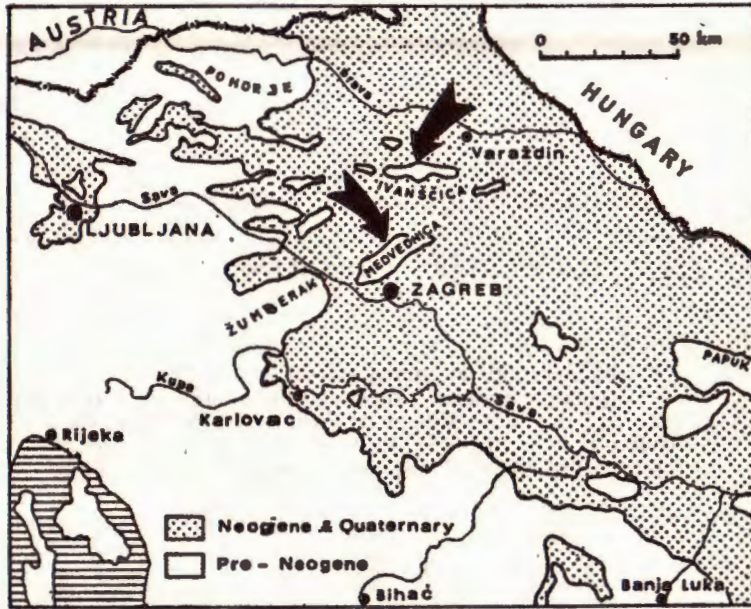 AUSTRIA
0 50 km
POHORJE
Drava
HUNGARY
Varaždin
IVANŠČICA
Sava
LJUBLJANA
MEDVEDNICA
ZAGREB
ŽUMBERAK
PAPUK
Kupa
Sava
Karlovac
Rijeka
Neogjene & Quaternary
Pre-Neogene
Bihać
Banja Luka